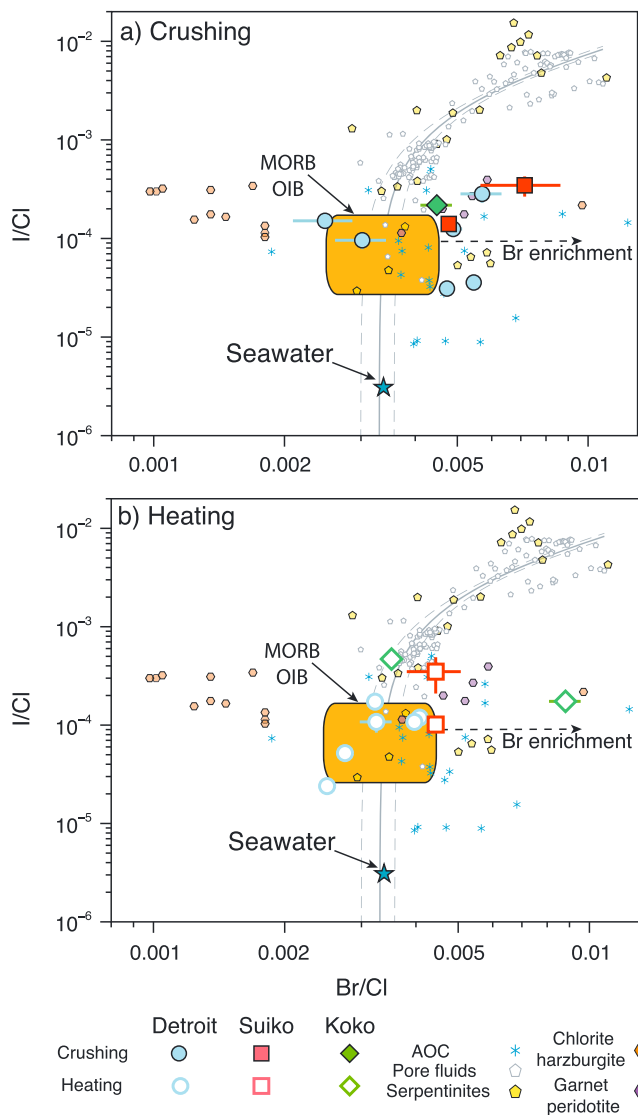 a) Crushing
10⁻²
10⁻³
10⁻⁴
10⁻⁵
10⁻⁶
I/Cl
MORB
OIB
Br enrichment
Seawater
0.001
0.002
0.005
0.01
b) Heating
10⁻²
10⁻³
10⁻⁴
10⁻⁵
10⁻⁶
I/Cl
MORB
OIB
Br enrichment
Seawater
0.001
0.002
0.005
0.01
Br/Cl
Detroit Suiko Koko
Crushing
Heating
AOC
Pore fluids
Serpentinites
Chlorite
harzburgite
Garnet
peridotite